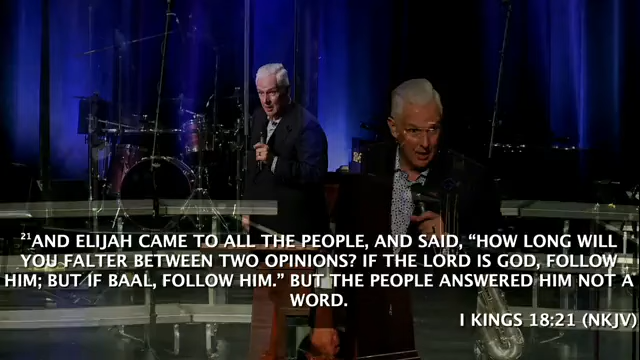 ²¹AND ELIJAH CAME TO ALL THE PEOPLE, AND SAID, “HOW LONG WILL
YOU FALTER BETWEEN TWO OPINIONS? IF THE LORD IS GOD, FOLLOW
HIM; BUT IF BAAL, FOLLOW HIM.” BUT THE PEOPLE ANSWERED HIM NOT A
WORD.
I KINGS 18:21 (NKJV)